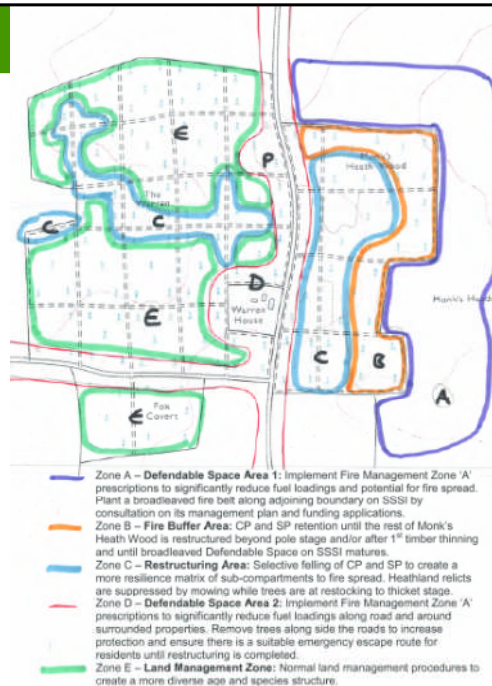 E
P
Monk's
Heath Wood
The
Warren
C
C
D
Monk's Heath
E
Warren
House
C
B
A
Fox
Covert
E
Zone A – Defendable Space Area 1: Implement Fire Management Zone 'A'
prescriptions to significantly reduce fuel loadings and potential for fire spread.
Plant a broadleaved fire belt along adjoining boundary on SSSI by
consultation on its management plan and funding applications.
Zone B – Fire Buffer Area: CP and SP retention until the rest of Monk's
Heath Wood is restructured beyond pole stage and/or after 1st timber thinning
and until broadleaved Defendable Space on SSSI matures.
Zone C – Restructuring Area: Selective felling of CP and SP to create a
more resilience matrix of sub-compartments to fire spread. Heathland relicts
are suppressed by mowing while trees are at restocking to thicket stage.
Zone D – Defendable Space Area 2: Implement Fire Management Zone 'A'
prescriptions to significantly reduce fuel loadings along road and around
surrounded properties. Remove trees along side the roads to increase
protection and ensure there is a suitable emergency escape route for
residents until restructuring is completed.
Zone E – Land Management Zone: Normal land management procedures to
create a more diverse age and species structure.